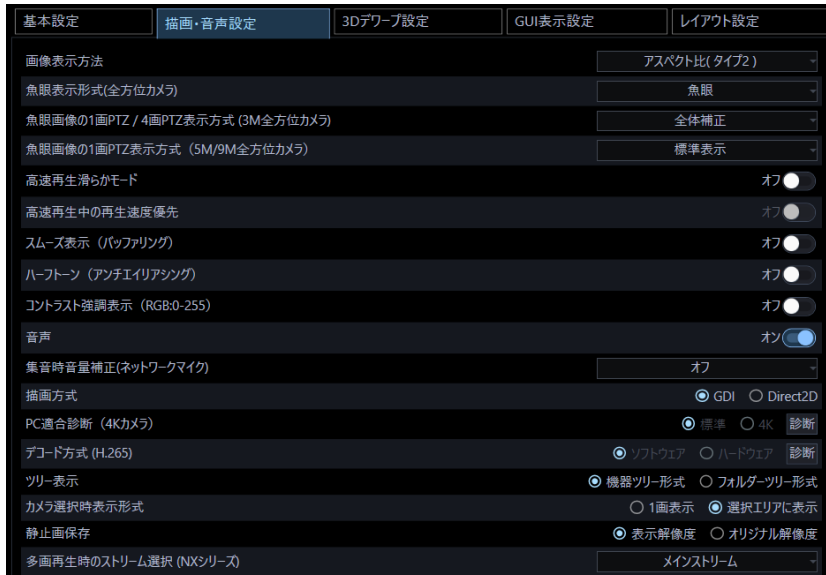 基本設定 描画・音声設定 3Dデワープ設定 GUI表示設定 レイアウト設定
画像表示方法 アスペクト比( タイプ2 )
魚眼表示形式(全方位カメラ) 魚眼
魚眼画像の1画PTZ / 4画PTZ表示方式 (3M全方位カメラ) 全体補正
魚眼画像の1画PTZ表示方式（5M/9M全方位カメラ） 標準表示
高速再生滑らかモード オフ
高速再生中の再生速度優先 オフ
スムーズ表示（バッファリング） オフ
ハーフトーン（アンチエイリアシング） オフ
コントラスト強調表示（RGB:0-255） オフ
音声 オン
集音時音量補正(ネットワークマイク) オフ
描画方式 GDI Direct2D
PC適合診断（4Kカメラ） 標準 4K 診断
デコード方式 (H.265) ソフトウェア ハードウェア 診断
ツリー表示 機器ツリー形式 フォルダーツリー形式
カメラ選択時表示形式 1画表示 選択エリアに表示
静止画保存 表示解像度 オリジナル解像度
多画再生時のストリーム選択 (NXシリーズ) メインストリーム